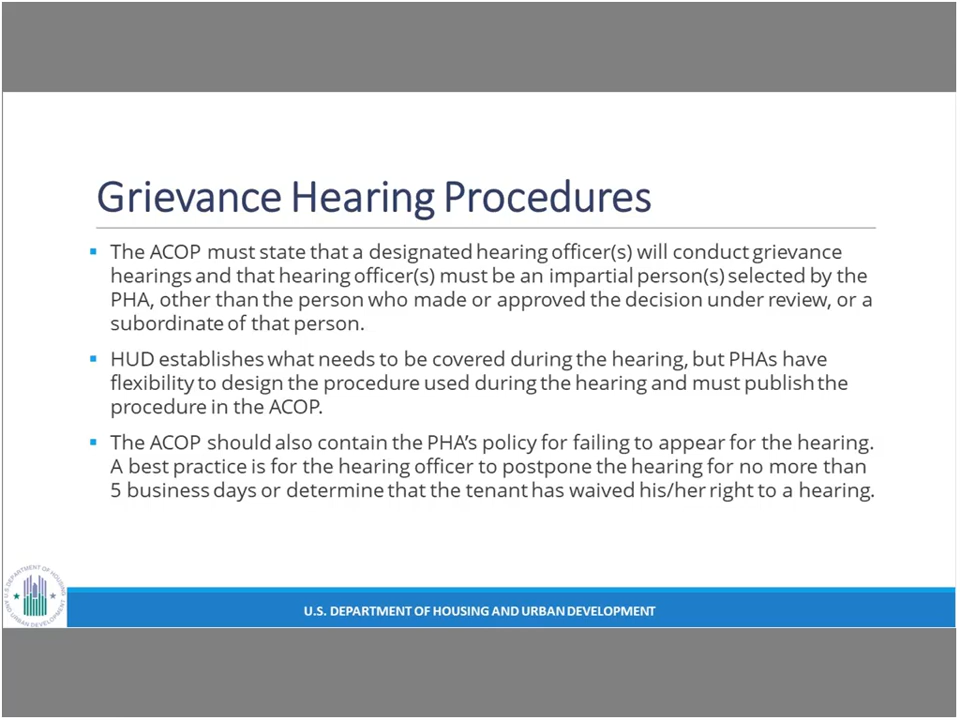 Grievance Hearing Procedures
▪ The ACOP must state that a designated hearing officer(s) will conduct grievance
hearings and that hearing officer(s) must be an impartial person(s) selected by the
PHA, other than the person who made or approved the decision under review, or a
subordinate of that person.
▪ HUD establishes what needs to be covered during the hearing, but PHAs have
flexibility to design the procedure used during the hearing and must publish the
procedure in the ACOP.
▪ The ACOP should also contain the PHA’s policy for failing to appear for the hearing.
A best practice is for the hearing officer to postpone the hearing for no more than
5 business days or determine that the tenant has waived his/her right to a hearing.
U.S. DEPARTMENT OF HOUSING
AND URBAN DEVELOPMENT
U.S. DEPARTMENT OF HOUSING AND URBAN DEVELOPMENT